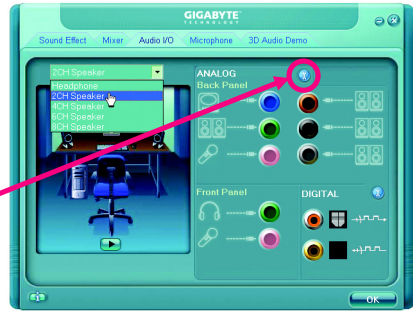 GIGABYTE
TECHNOLOGY
Sound Effect Mixer Audio I/O Microphone 3D Audio Demo
2CH Speaker
Headphone
2CH Speaker
4CH Speaker
6CH Speaker
8CH Speaker
ANALOG
Back Panel
Front Panel
DIGITAL
OK